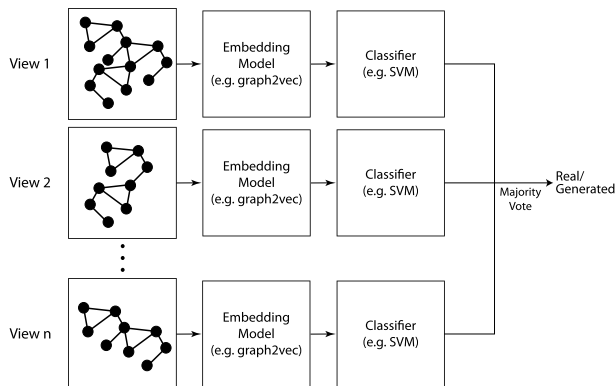 View 1
Embedding
Model
(e.g. graph2vec)
Classifier
(e.g. SVM)
View 2
Embedding
Model
(e.g. graph2vec)
Classifier
(e.g. SVM)
Majority
Vote
Real/
Generated
View n
Embedding
Model
(e.g. graph2vec)
Classifier
(e.g. SVM)